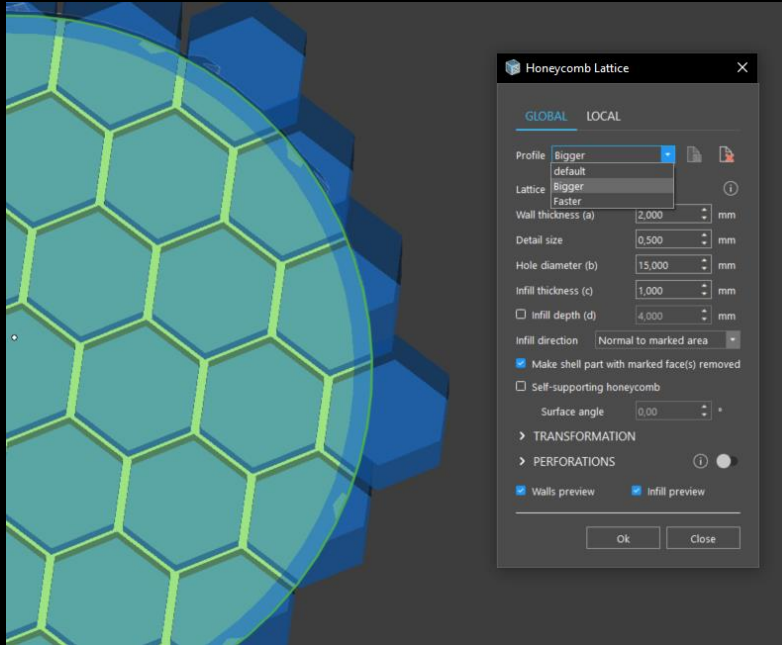 Honeycomb Lattice
GLOBAL LOCAL
Profile Bigger
default
Bigger
Faster
Lattice
Wall thickness (a) 2,000 mm
Detail size 0,500 mm
Hole diameter (b) 15,000 mm
Infill thickness (c) 1,000 mm
Infill depth (d) 4,000 mm
Infill direction Normal to marked area
Make shell part with marked face(s) removed
Self-supporting honeycomb
Surface angle 0,00 °
TRANSFORMATION
PERFORATIONS
Walls preview Infill preview
Ok Close